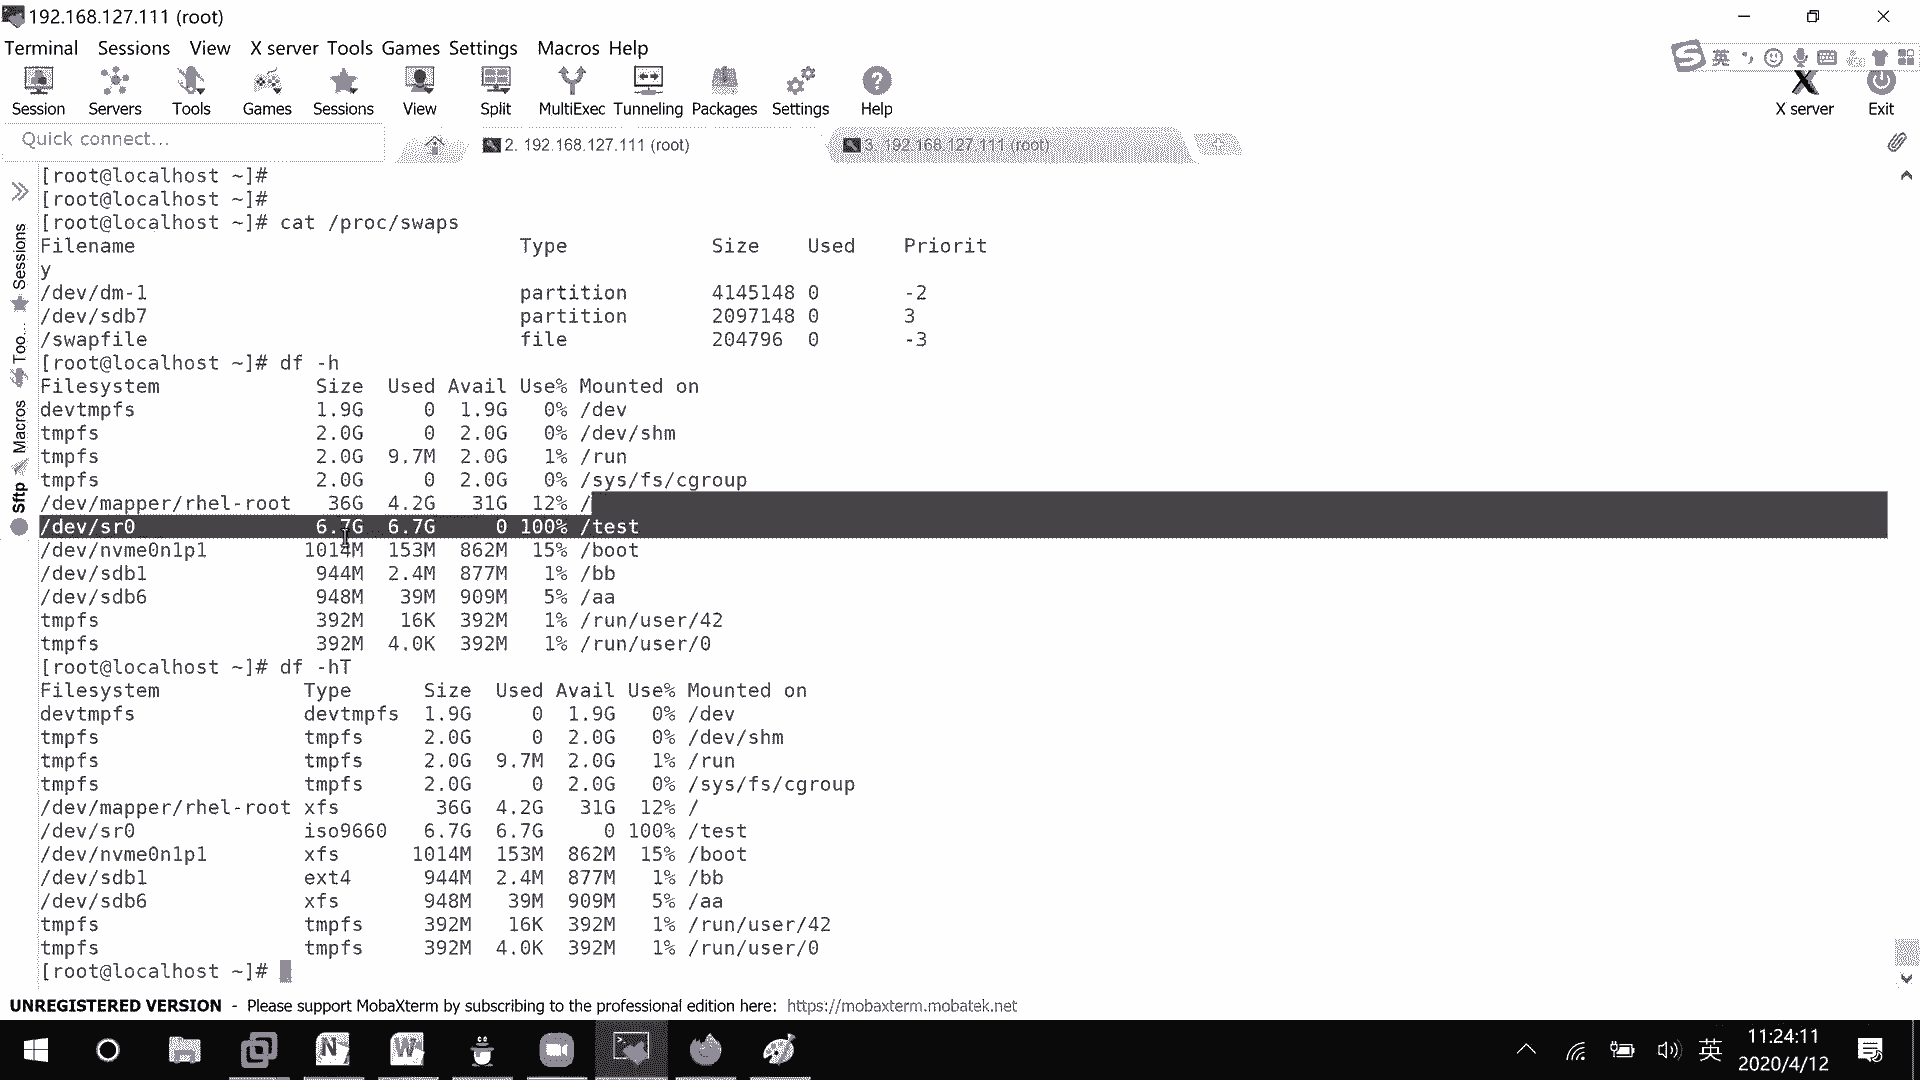 192.168.127.111 (root)
Terminal Sessions View X server Tools Games Settings Macros Help
英
Session Servers Tools Games Sessions View Split MultiExec Tunneling Packages Settings Help X server Exit
Quick connect...
2. 192.168.127.111 (root)
3. 192.168.127.111 (root)
Sessions
Too...
Macros
Sftp
[root@localhost ~]#
[root@localhost ~]#
[root@localhost ~]# cat /proc/swaps
Filename Type Size Used Priorit
y
/dev/dm-1 partition 4145148 0 -2
/dev/sdb7 partition 2097148 0 3
/swapfile file 204796 0 -3
[root@localhost ~]# df -h
Filesystem Size Used Avail Use% Mounted on
devtmpfs 1.9G 0 1.9G 0% /dev
tmpfs 2.0G 0 2.0G 0% /dev/shm
tmpfs 2.0G 9.7M 2.0G 1% /run
tmpfs 2.0G 0 2.0G 0% /sys/fs/cgroup
/dev/mapper/rhel-root 36G 4.2G 31G 12% /
/dev/sr0 6.7G 6.7G 0 100% /test
/dev/nvme0n1p1 1014M 153M 862M 15% /boot
/dev/sdb1 944M 2.4M 877M 1% /bb
/dev/sdb6 948M 39M 909M 5% /aa
tmpfs 392M 16K 392M 1% /run/user/42
tmpfs 392M 4.0K 392M 1% /run/user/0
[root@localhost ~]# df -hT
Filesystem Type Size Used Avail Use% Mounted on
devtmpfs devtmpfs 1.9G 0 1.9G 0% /dev
tmpfs tmpfs 2.0G 0 2.0G 0% /dev/shm
tmpfs tmpfs 2.0G 9.7M 2.0G 1% /run
tmpfs tmpfs 2.0G 0 2.0G 0% /sys/fs/cgroup
/dev/mapper/rhel-root xfs 36G 4.2G 31G 12% /
/dev/sr0 iso9660 6.7G 6.7G 0 100% /test
/dev/nvme0n1p1 xfs 1014M 153M 862M 15% /boot
/dev/sdb1 ext4 944M 2.4M 877M 1% /bb
/dev/sdb6 xfs 948M 39M 909M 5% /aa
tmpfs tmpfs 392M 16K 392M 1% /run/user/42
tmpfs tmpfs 392M 4.0K 392M 1% /run/user/0
[root@localhost ~]#
UNREGISTERED VERSION - Please support MobaXterm by subscribing to the professional edition here: https://mobaxterm.mobatek.net
英
11:24:11
2020/4/12